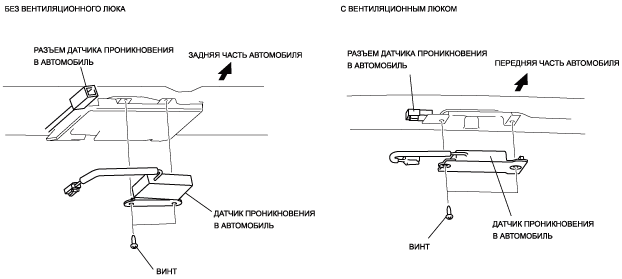 БЕЗ ВЕНТИЛЯЦИОННОГО ЛЮКА
РАЗЪЕМ ДАТЧИКА ПРОНИКНОВЕНИЯ
В АВТОМОБИЛЬ
ЗАДНЯЯ ЧАСТЬ АВТОМОБИЛЯ
ДАТЧИК ПРОНИКНОВЕНИЯ
В АВТОМОБИЛЬ
ВИНТ
С ВЕНТИЛЯЦИОННЫМ ЛЮКОМ
РАЗЪЕМ ДАТЧИКА ПРОНИКНОВЕНИЯ
В АВТОМОБИЛЬ
ПЕРЕДНЯЯ ЧАСТЬ АВТОМОБИЛЯ
ДАТЧИК ПРОНИКНОВЕНИЯ
В АВТОМОБИЛЬ
ВИНТ